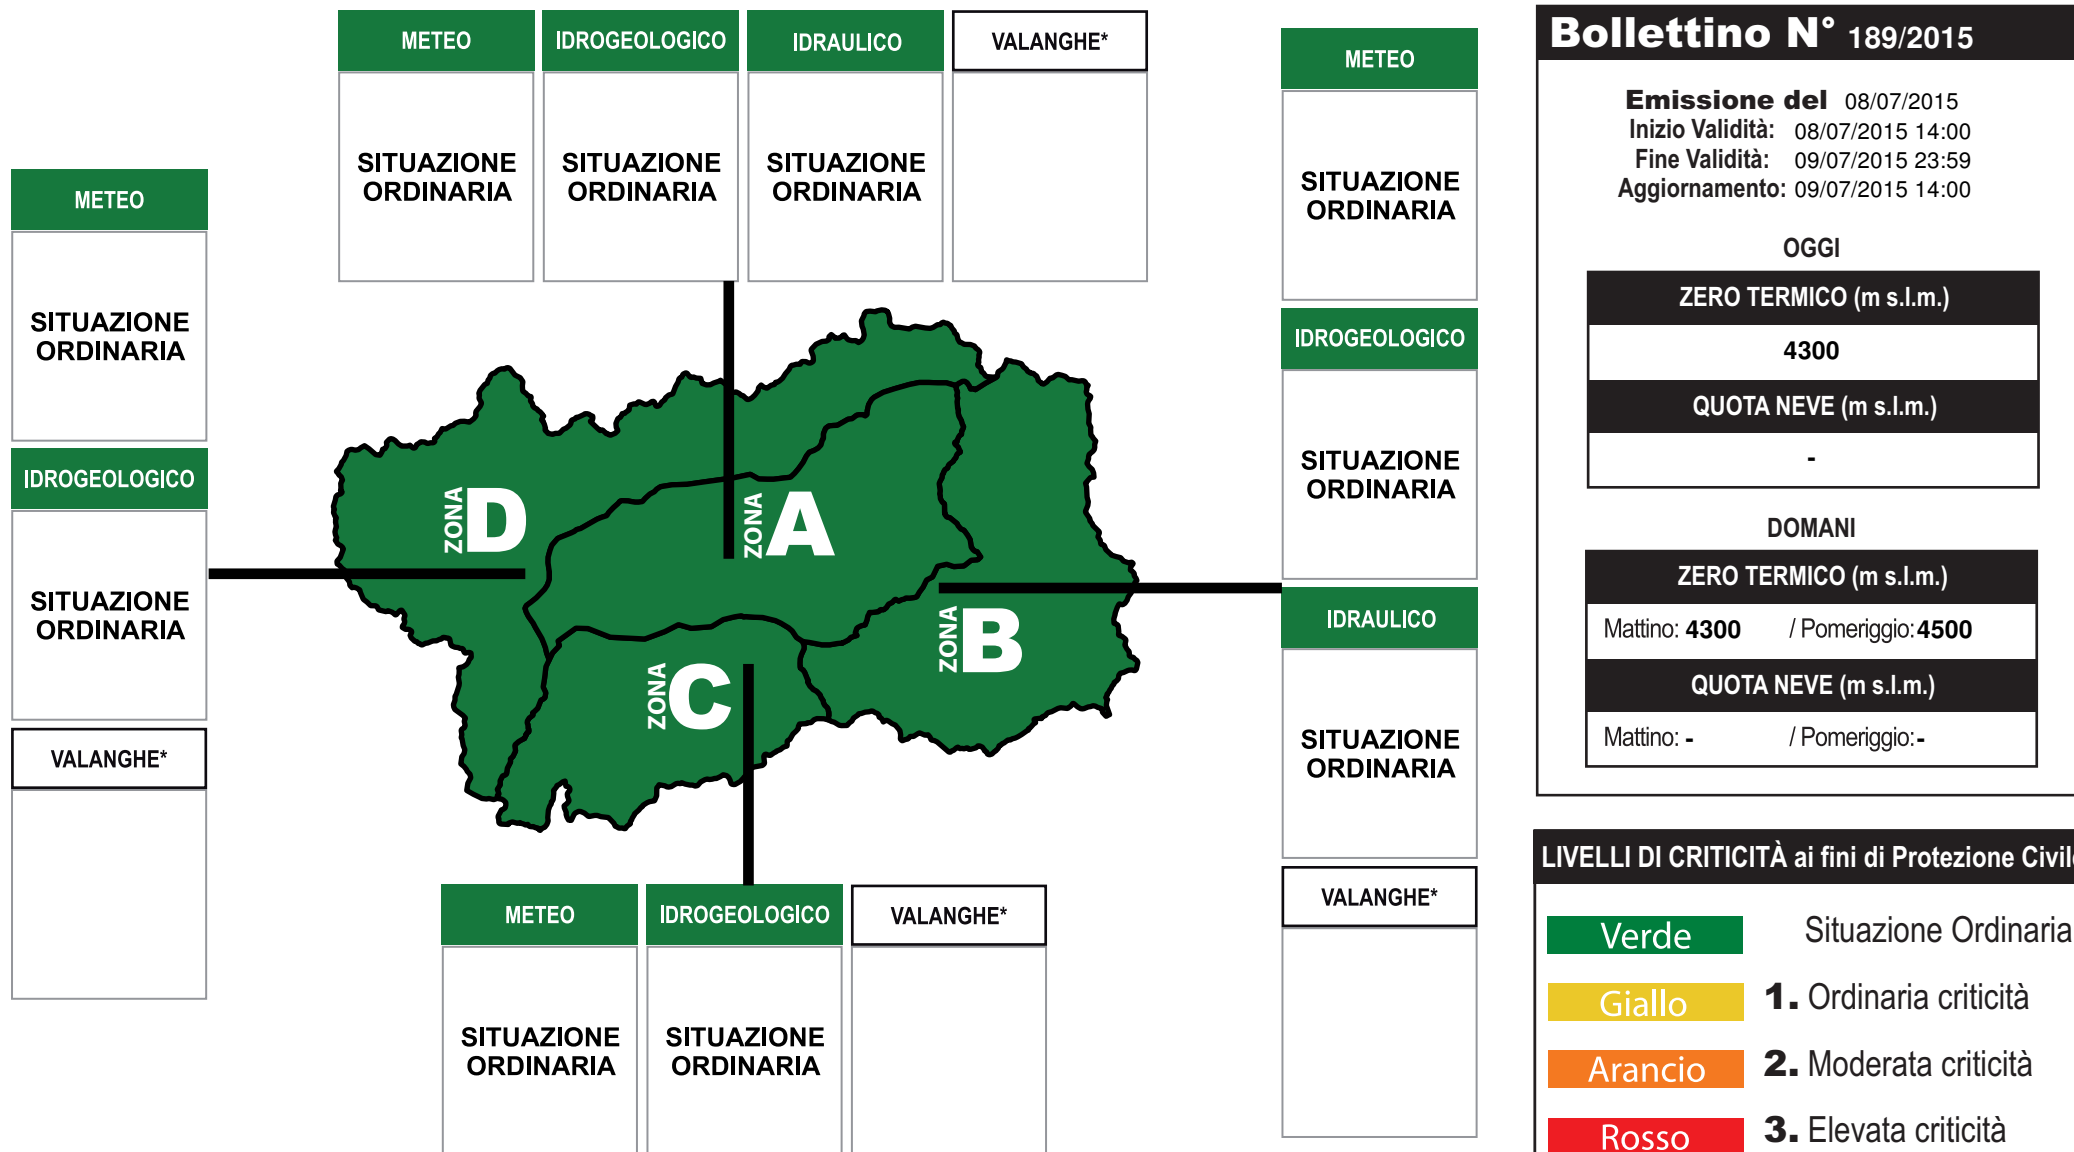 METEO
IDROGEOLOGICO
IDRAULICO
VALANGHE*
SITUAZIONE
ORDINARIA
SITUAZIONE
ORDINARIA
SITUAZIONE
ORDINARIA
METEO
SITUAZIONE
ORDINARIA
IDROGEOLOGICO
SITUAZIONE
ORDINARIA
VALANGHE*
ZONA D
ZONA A
ZONA B
ZONA C
METEO
SITUAZIONE
ORDINARIA
IDROGEOLOGICO
SITUAZIONE
ORDINARIA
IDRAULICO
SITUAZIONE
ORDINARIA
VALANGHE*
METEO
IDROGEOLOGICO
VALANGHE*
SITUAZIONE
ORDINARIA
SITUAZIONE
ORDINARIA
Bollettino N° 189/2015
Emissione del 08/07/2015
Inizio Validità: 08/07/2015 14:00
Fine Validità: 09/07/2015 23:59
Aggiornamento: 09/07/2015 14:00
OGGI
ZERO TERMICO (m s.l.m.)
4300
QUOTA NEVE (m s.l.m.)
-
DOMANI
ZERO TERMICO (m s.l.m.)
Mattino: 4300 / Pomeriggio: 4500
QUOTA NEVE (m s.l.m.)
Mattino: - / Pomeriggio: -
LIVELLI DI CRITICITÀ ai fini di Protezione Civile
Verde Situazione Ordinaria
Giallo 1. Ordinaria criticità
Arancio 2. Moderata criticità
Rosso 3. Elevata criticità